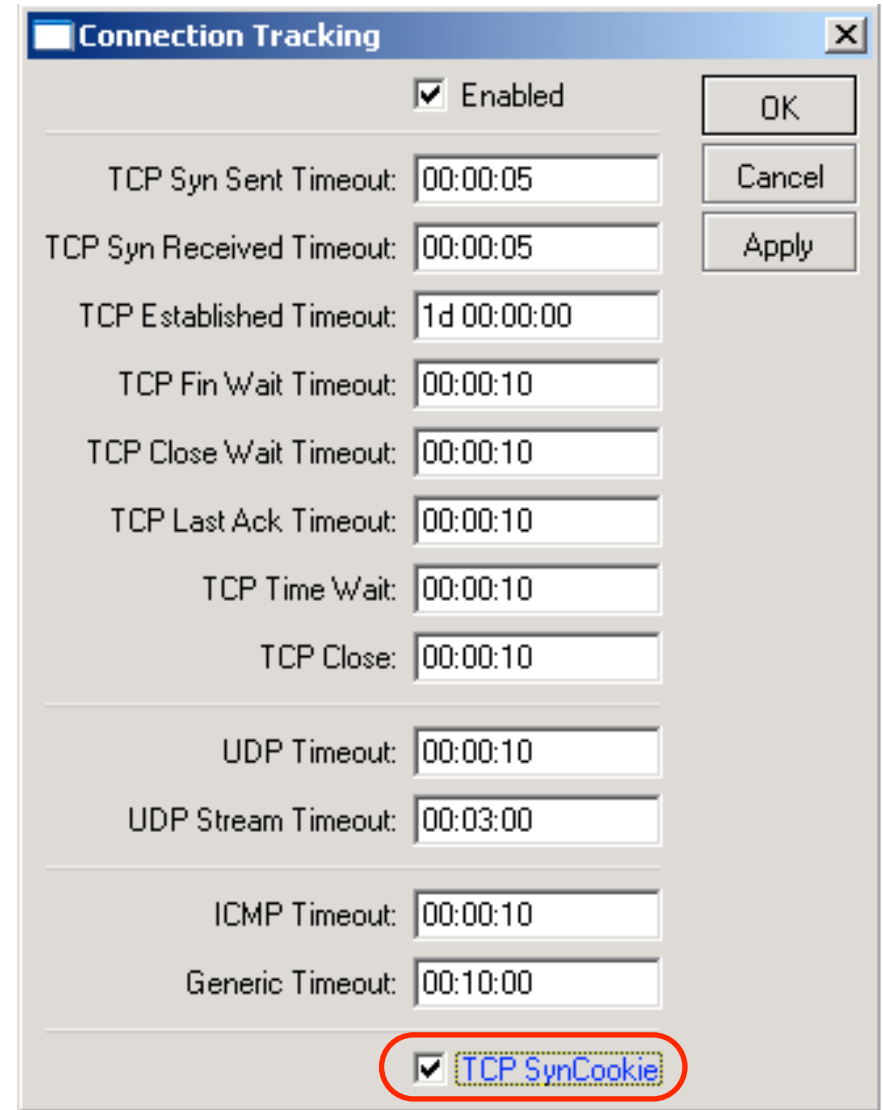 Connection Tracking
Enabled
OK
TCP Syn Sent Timeout: 00:00:05
Cancel
TCP Syn Received Timeout: 00:00:05
Apply
TCP Established Timeout: 1d 00:00:00
TCP Fin Wait Timeout: 00:00:10
TCP Close Wait Timeout: 00:00:10
TCP Last Ack Timeout: 00:00:10
TCP Time Wait: 00:00:10
TCP Close: 00:00:10
UDP Timeout: 00:00:10
UDP Stream Timeout: 00:03:00
ICMP Timeout: 00:00:10
Generic Timeout: 00:10:00
TCP SynCookie